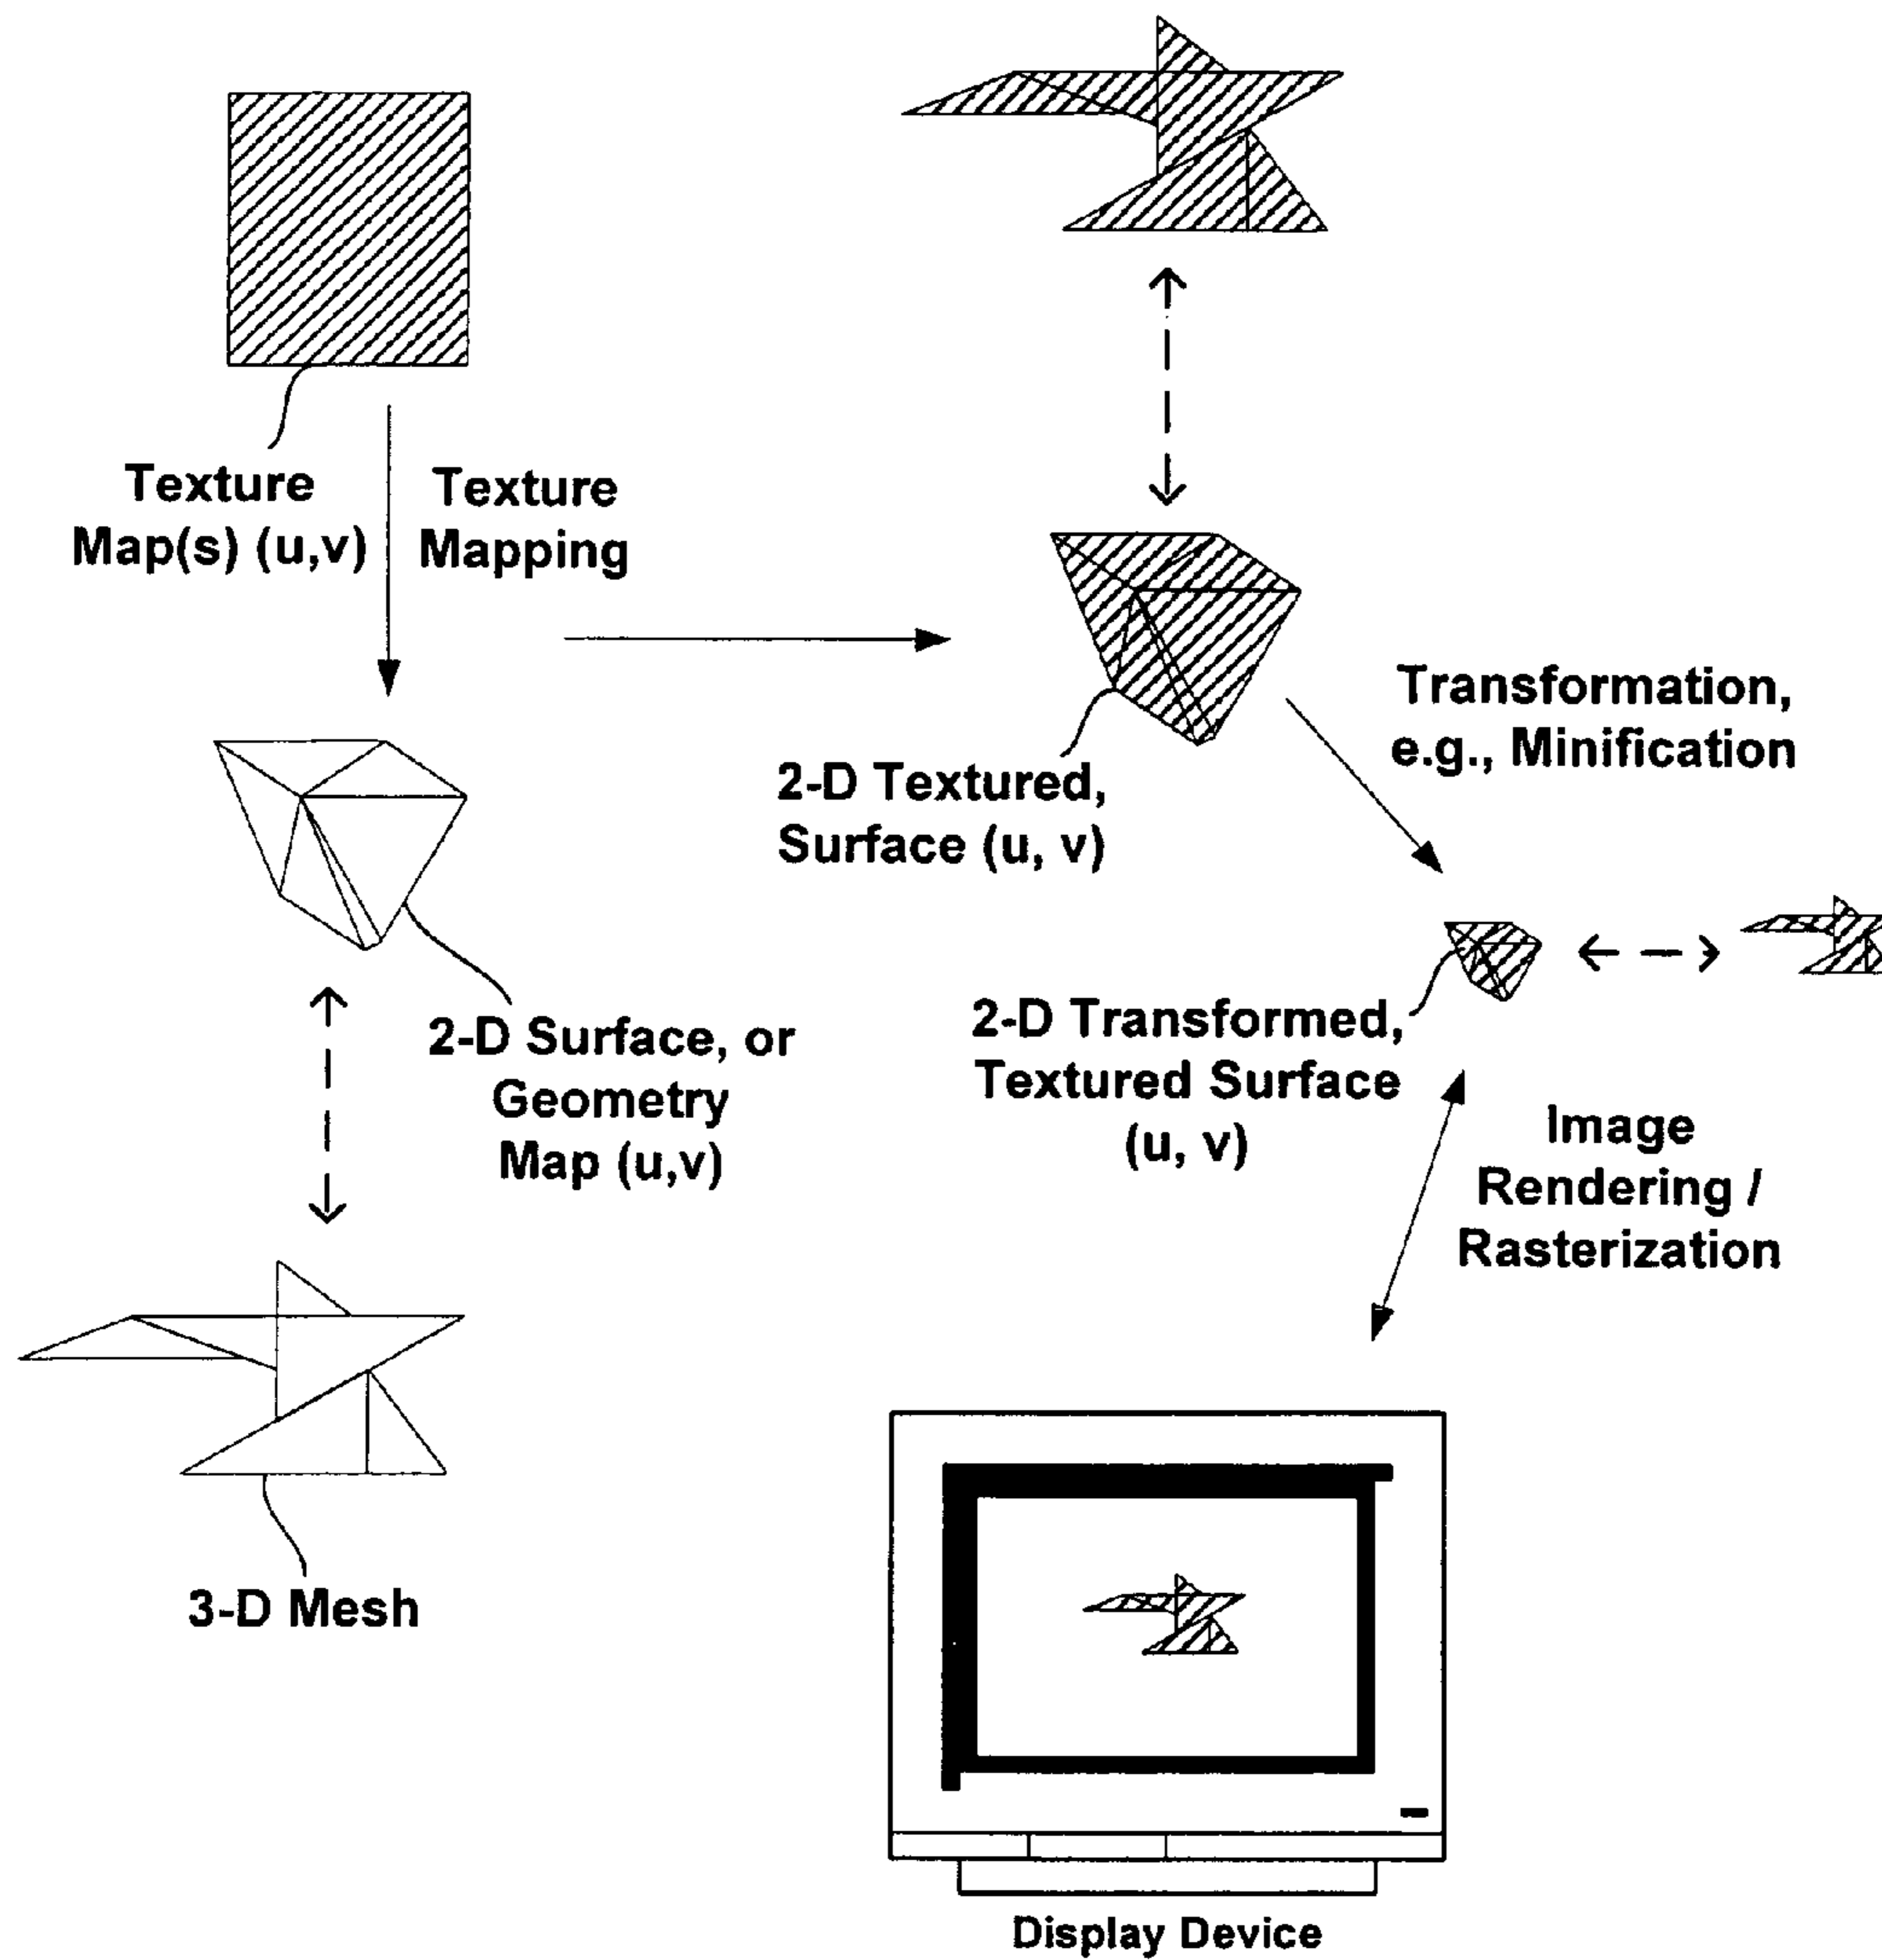 Texture
Map(s) (u,v)
Texture
Mapping
2-D Textured,
Surface (u, v)
Transformation,
e.g., Minification
2-D Surface, or
Geometry
Map (u,v)
2-D Transformed,
Textured Surface
(u, v)
Image
Rendering /
Rasterization
3-D Mesh
Display Device